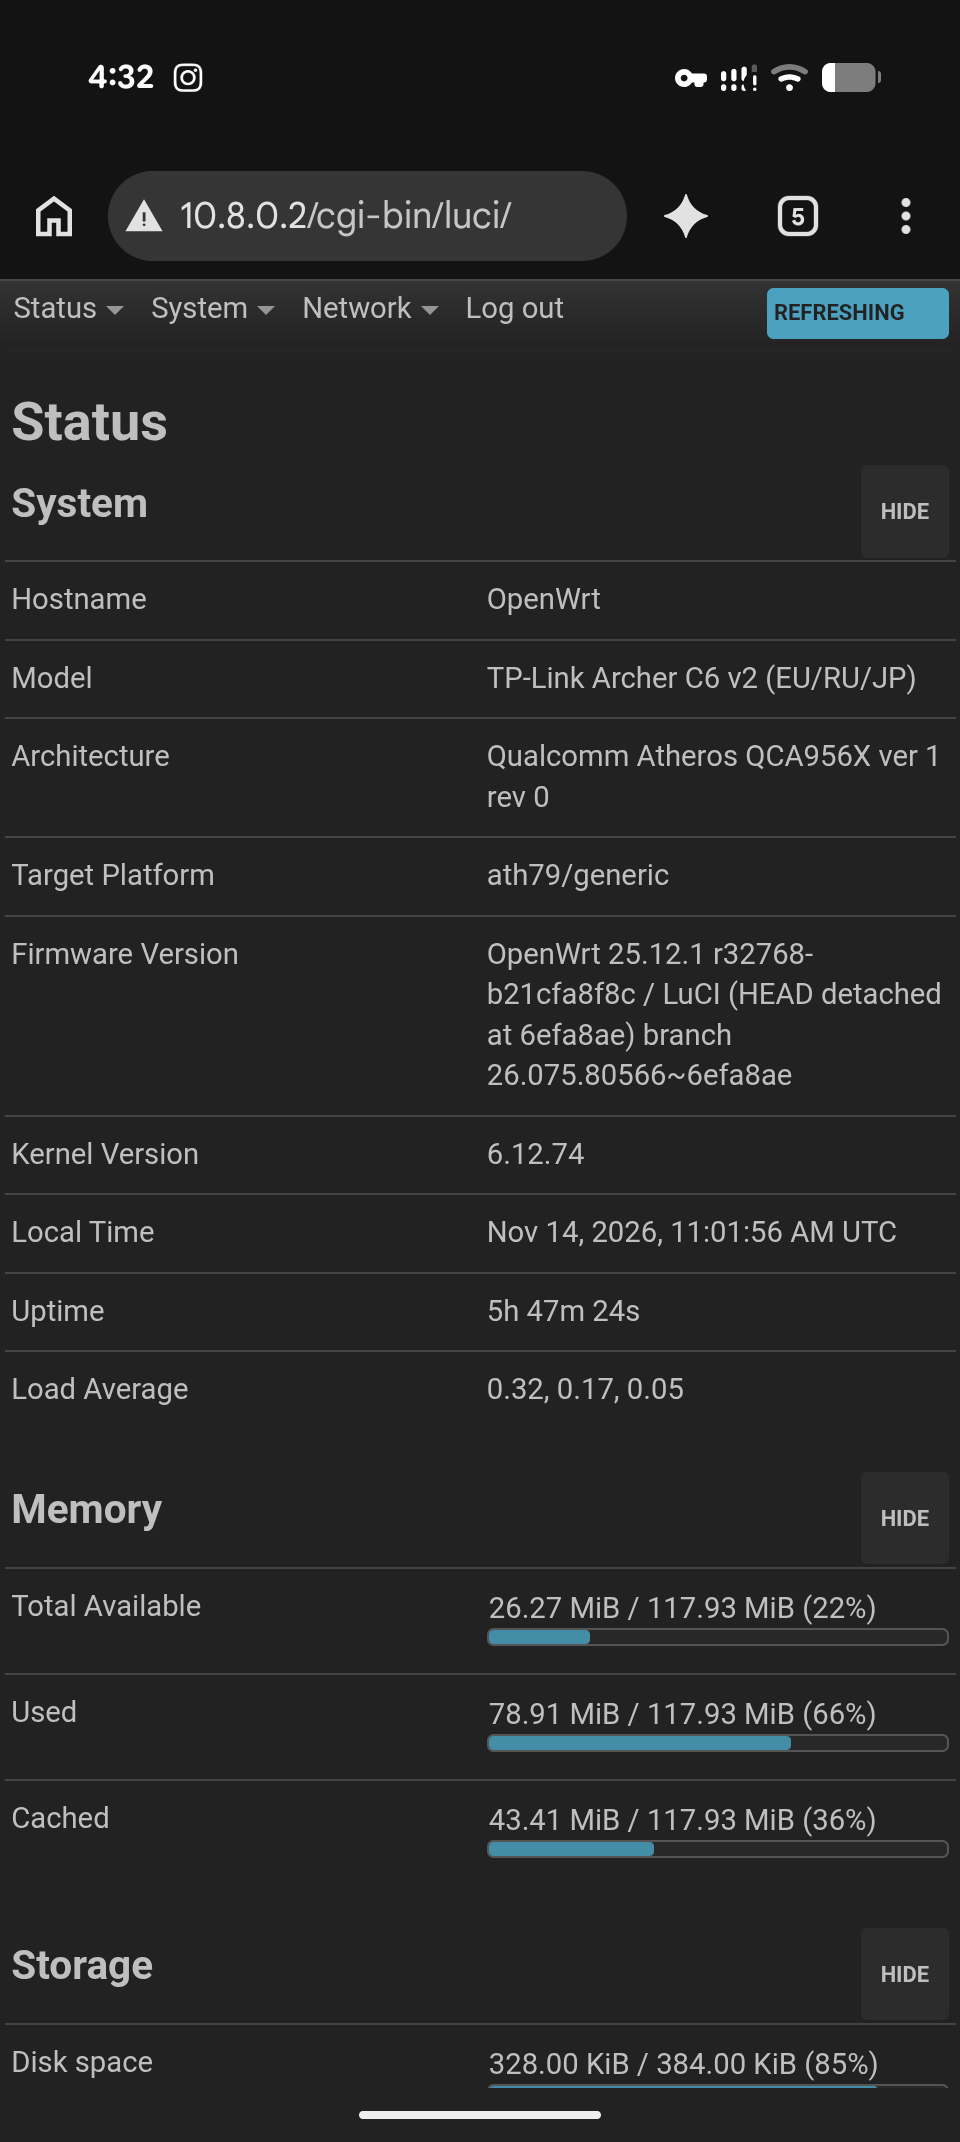 4:32
10.8.0.2/cgi-bin/luci/
5
Status System Network Log out REFRESHING
Status
System HIDE
Hostname OpenWrt
Model TP-Link Archer C6 v2 (EU/RU/JP)
Architecture Qualcomm Atheros QCA956X ver 1
rev 0
Target Platform ath79/generic
Firmware Version OpenWrt 25.12.1 r32768-
b21cfa8f8c / LuCI (HEAD detached
at 6efa8ae) branch
26.075.80566~6efa8ae
Kernel Version 6.12.74
Local Time Nov 14, 2026, 11:01:56 AM UTC
Uptime 5h 47m 24s
Load Average 0.32, 0.17, 0.05
Memory HIDE
Total Available 26.27 MiB / 117.93 MiB (22%)
Used 78.91 MiB / 117.93 MiB (66%)
Cached 43.41 MiB / 117.93 MiB (36%)
Storage HIDE
Disk space 328.00 KiB / 384.00 KiB (85%)